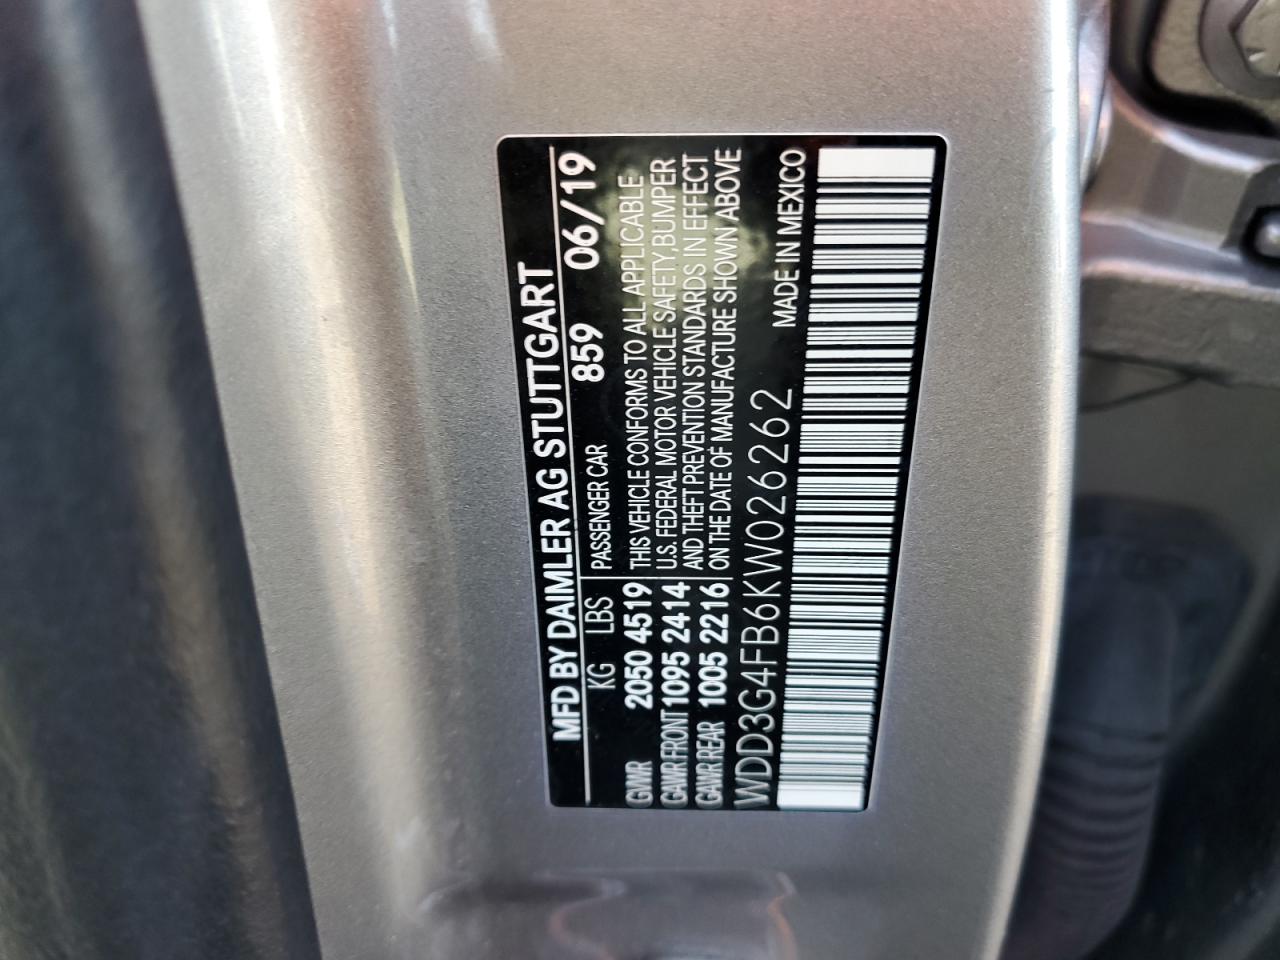 MFD BY DAIMLER AG STUTTGART
KG LBS PASSENGER CAR 859 06/19
GVWR 2050 4519 THIS VEHICLE CONFORMS TO ALL APPLICABLE
GAWR FRONT 1095 2414 U.S. FEDERAL MOTOR VEHICLE SAFETY, BUMPER
GAWR REAR 1005 2216 AND THEFT PREVENTION STANDARDS IN EFFECT
ON THE DATE OF MANUFACTURE SHOWN ABOVE
WDD3G4FB6KW026262 MADE IN MEXICO